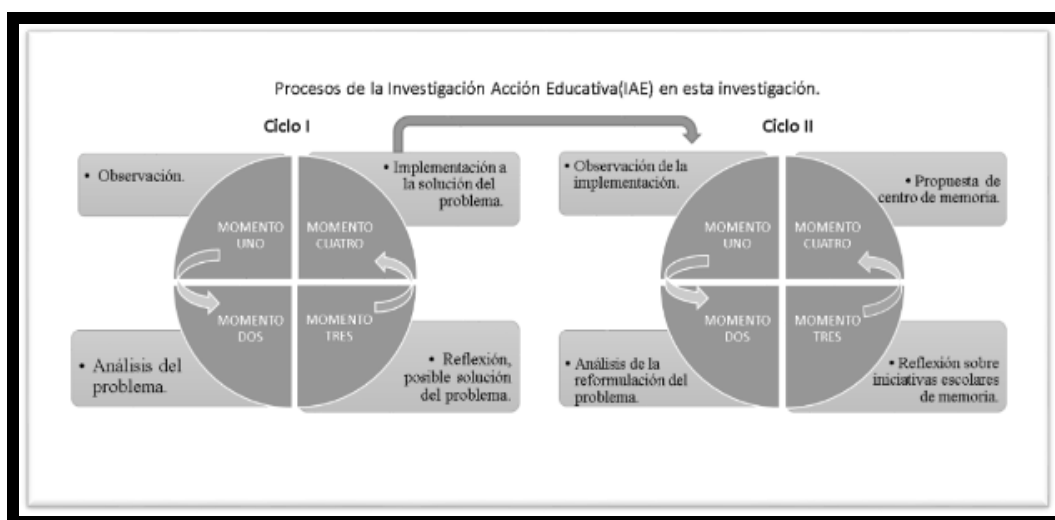 Procesos de la Investigación Acción Educativa(IAE) en esta investigación.
Ciclo I
• Observación.
• Implementación a
la solución del
problema.
MOMENTO
UNO
MOMENTO
CUATRO
MOMENTO
DOS
MOMENTO
TRES
• Análisis del
problema.
• Reflexión,
posible solución
del problema.
Ciclo II
• Observación de la
implementación.
• Propuesta de
centro de memoria.
MOMENTO
UNO
MOMENTO
CUATRO
MOMENTO
DOS
MOMENTO
TRES
• Análisis de la
reformulación del
problema.
• Reflexión sobre
iniciativas escolares
de memoria.